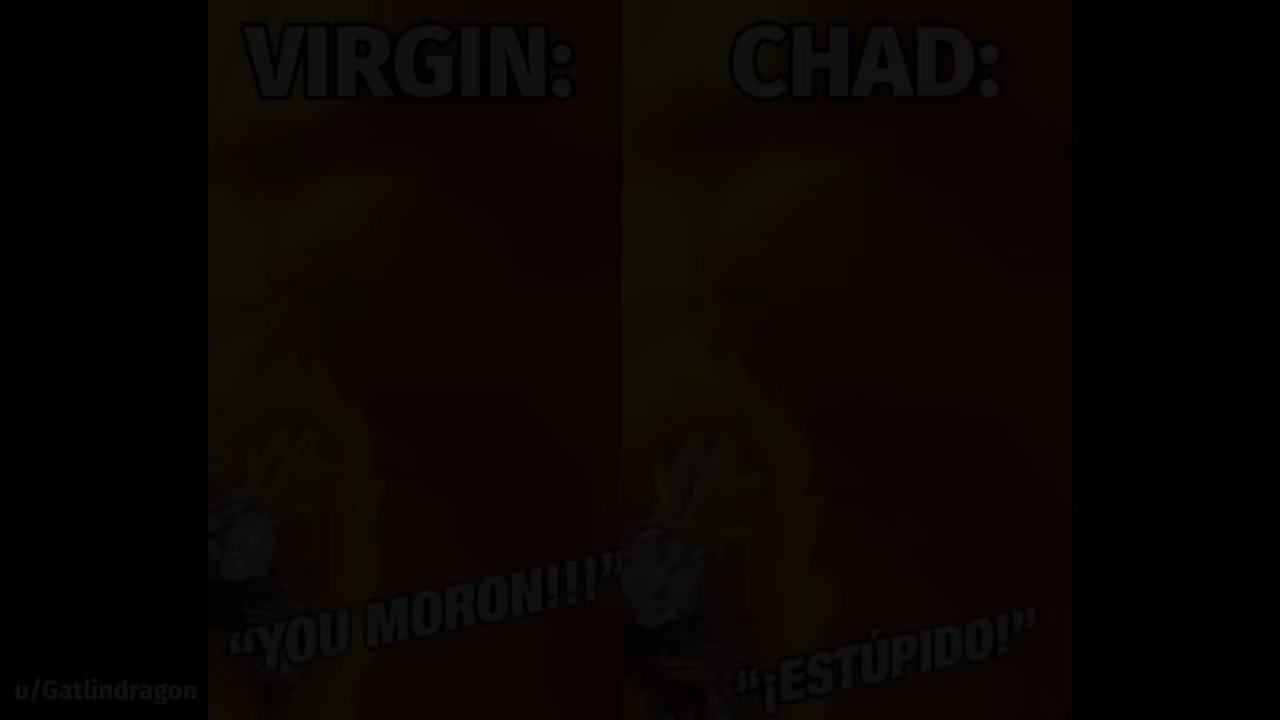 VIRGIN:
CHAD:
“YOU MORON!!!”
“¡ESTÚPIDO!”
u/Gatlindragon